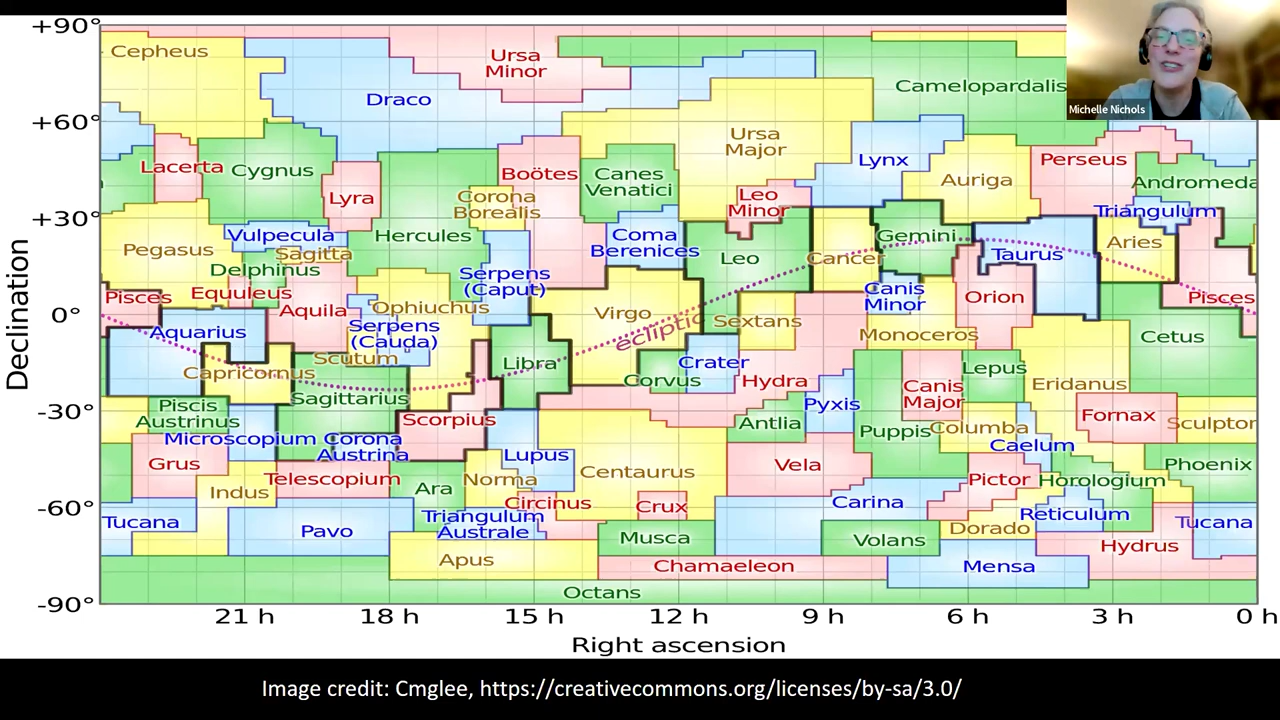 +90°
Cepheus
Ursa
Minor
Michelle Nichols
Draco
Camelopardalis
+60°
Ursa
Major
Lynx
Perseus
Lacerta
Cygnus
Lyra
Boötes
Canes
Venatici
Auriga
Andromeda
Corona
Borealis
Leo
Minor
+30°
Triangulum
Vulpecula
Hercules
Coma
Berenices
Gemini
Aries
Pegasus
Sagitta
Leo
Cancer
Taurus
Delphinus
Serpens
(Caput)
Pisces
Equuleus
Aquila
Ophiuchus
Canis
Minor
Orion
Pisces
0°
Aquarius
Serpens
(Cauda)
Virgo
ecliptic
Sextans
Monoceros
Cetus
Capricornus
Scutum
Libra
Crater
Lepus
Corvus
Hydra
Sagittarius
Canis
Major
Eridanus
-30°
Piscis
Austrinus
Scorpius
Pyxis
Antlia
Puppis
Columba
Fornax
Sculptor
Microscopium
Corona
Austrina
Caelum
Grus
Lupus
Centaurus
Vela
Phoenix
Telescopium
Norma
Pictor
Horologium
Indus
Ara
-60°
Circinus
Crux
Carina
Tucana
Pavo
Triangulum
Australe
Reticulum
Dorado
Tucana
Musca
Volans
Hydrus
Apus
Chamaeleon
Mensa
Octans
-90°
Declination
21 h
18 h
15 h
12 h
9 h
6 h
3 h
0 h
Right ascension
Image credit: Cmglee, https://creativecommons.org/licenses/by-sa/3.0/